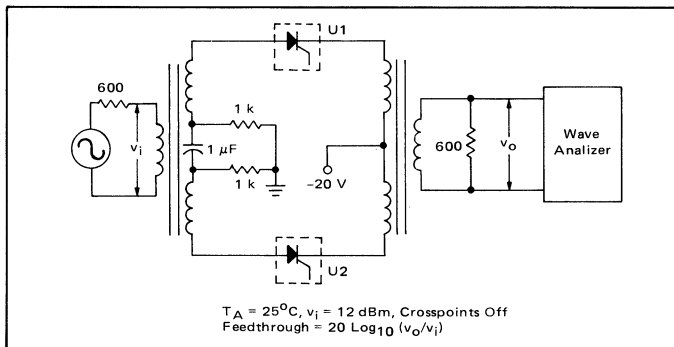 U1
600
1 k
v_i
1 μF
1 k
–20 V
600
v_o
Wave
Analizer
U2
T_A = 25°C, v_i = 12 dBm, Crosspoints Off
Feedthrough = 20 Log_10 (v_o/v_i)